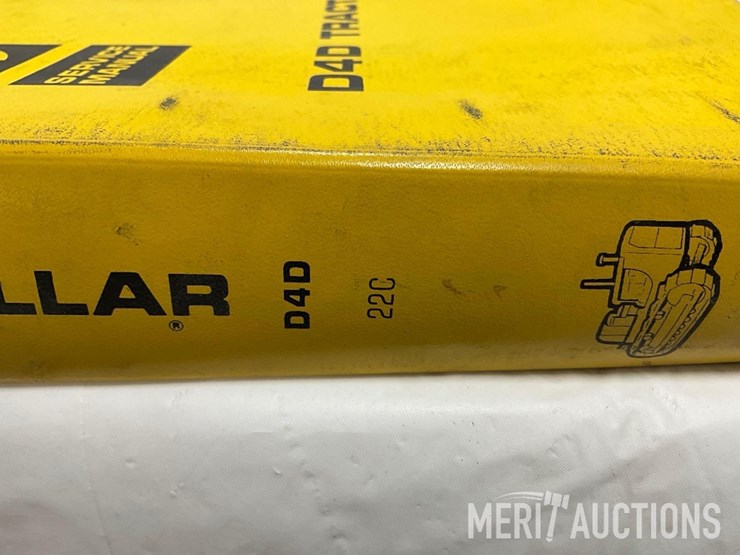 SERVICE
MANUAL
D4D TRACT
LLAR
®
D4D
22C
MERIT AUCTIONS